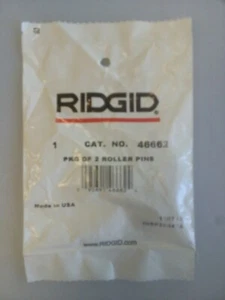 RIDGID
1 CAT. NO. 46662
PKG OF 2 ROLLER PINS
Made in USA
www.RIDGID.com